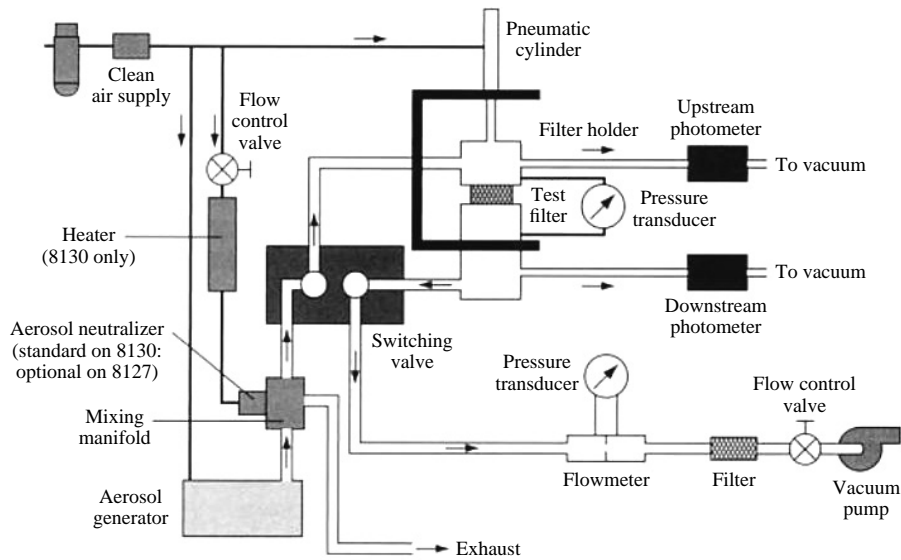 Pneumatic
cylinder
Clean
air supply
Flow
control
valve
Filter holder
Upstream
photometer
To vacuum
Test
filter
Pressure
transducer
Heater
(8130 only)
To vacuum
Downstream
photometer
Aerosol neutralizer
(standard on 8130:
optional on 8127)
Switching
valve
Pressure
transducer
Flow control
valve
Mixing
manifold
Flowmeter
Filter
Vacuum
pump
Aerosol
generator
Exhaust